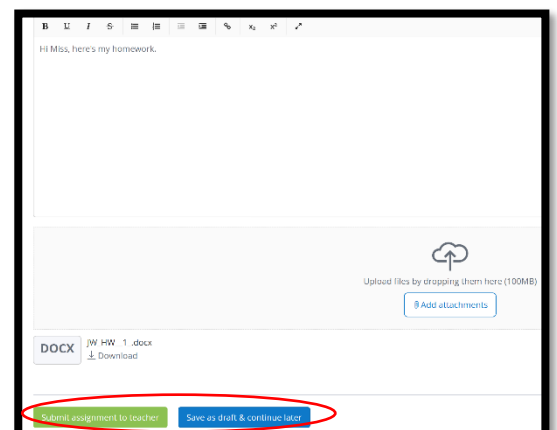 B U I S x₂ x²
Hi Miss, here's my homework.
Upload files by dropping them here (100MB)
Add attachments
DOCX
JW HW 1 .docx
Download
Submit assignment to teacher
Save as draft & continue later